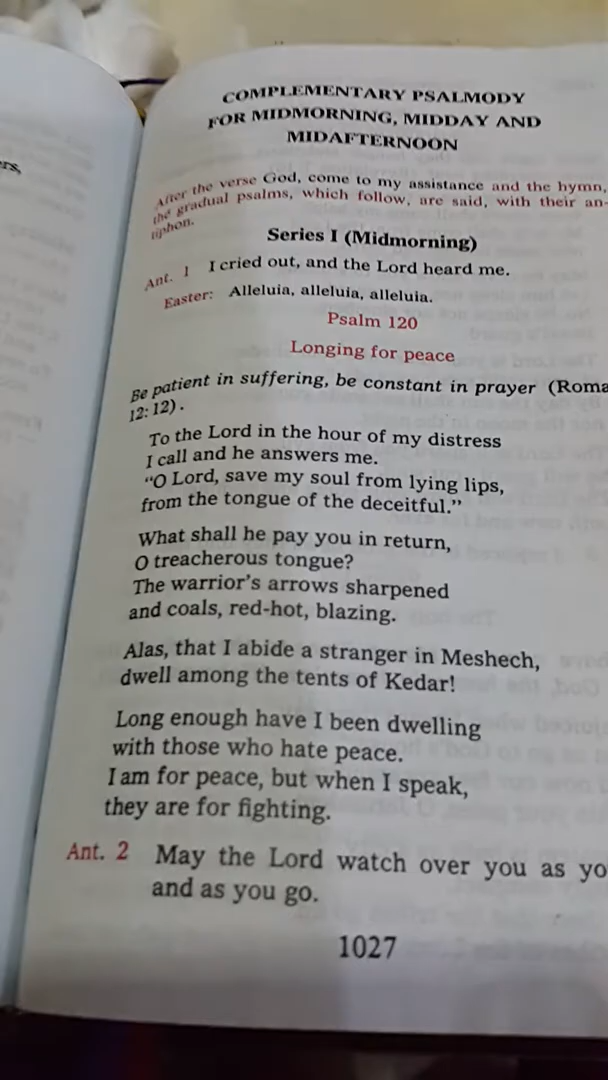 ers,
COMPLEMENTARY PSALMODY
FOR MIDMORNING, MIDDAY AND
MIDAFTERNOON
After the verse God, come to my assistance and the hymn,
the gradual psalms, which follow, are said, with their an-
tiphon.
Series I (Midmorning)
Ant. 1 I cried out, and the Lord heard me.
Easter: Alleluia, alleluia, alleluia.
Psalm 120
Longing for peace
Be patient in suffering, be constant in prayer (Roma
12:12).
To the Lord in the hour of my distress
I call and he answers me.
“O Lord, save my soul from lying lips,
from the tongue of the deceitful.”
What shall he pay you in return,
O treacherous tongue?
The warrior’s arrows sharpened
and coals, red-hot, blazing.
Alas, that I abide a stranger in Meshech,
dwell among the tents of Kedar!
Long enough have I been dwelling
with those who hate peace.
I am for peace, but when I speak,
they are for fighting.
Ant. 2 May the Lord watch over you as yo
and as you go.
1027